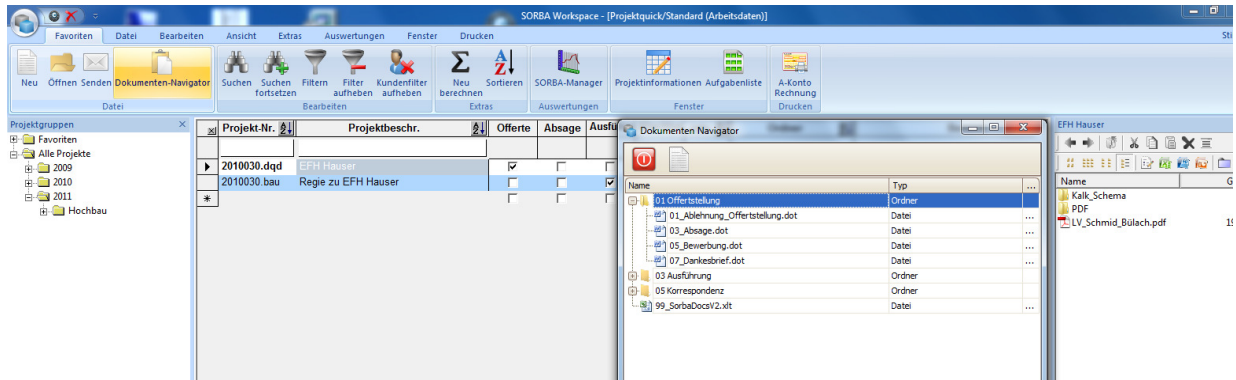 SORBA Workspace - [Projektquick/Standard (Arbeitsdaten)]
Favoriten Datei Bearbeiten Ansicht Extras Auswertungen Fenster Drucken
Neu Öffnen Senden Dokumenten-Navigator Suchen Suchen fortsetzen Filtern Filter aufheben Kundenfilter aufheben Neu berechnen Sortieren SORBA-Manager Projektinformationen Aufgabenliste A-Konto Rechnung
Datei Bearbeiten Extras Auswertungen Fenster Drucken
Projektgruppen
Favoriten
Alle Projekte
2009
2010
2011
Hochbau
Projekt-Nr. Projektbeschr. Offerte Absage Ausfü
2010030.dqd EFH Hauser
2010030.bau Regie zu EFH Hauser
Dokumenten Navigator
Name Typ ...
01 Offertstellung Ordner
01_Ablehnung_Offertstellung.dot Datei ...
03_Absage.dot Datei ...
05_Bewerbung.dot Datei ...
07_Dankesbrief.dot Datei ...
03 Ausführung Ordner
05 Korrespondenz Ordner
99_SorbaDocsV2.xlt Datei ...
EFH Hauser
Name G
Kalk_Schema
PDF
LV_Schmid_Bülach.pdf 19